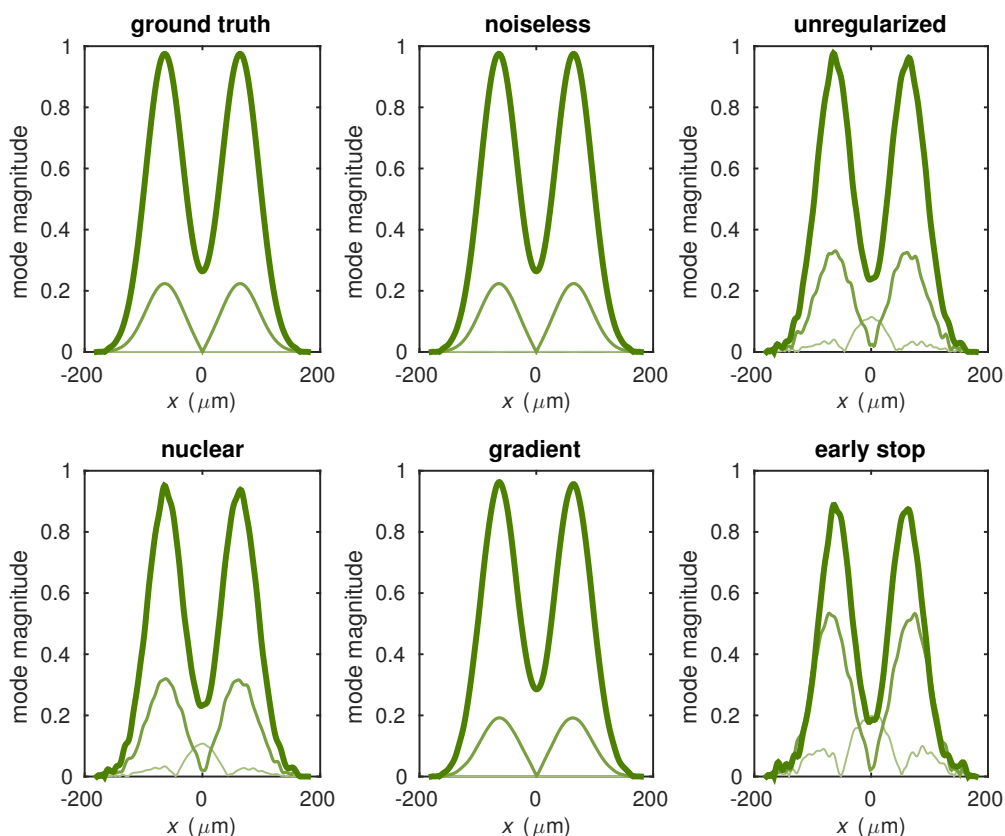 ground truth
1
0.8
0.6
0.4
0.2
0
mode magnitude
-200 0 200
x (μm)
noiseless
1
0.8
0.6
0.4
0.2
0
mode magnitude
-200 0 200
x (μm)
unregularized
1
0.8
0.6
0.4
0.2
0
mode magnitude
-200 0 200
x (μm)
nuclear
1
0.8
0.6
0.4
0.2
0
mode magnitude
-200 0 200
x (μm)
gradient
1
0.8
0.6
0.4
0.2
0
mode magnitude
-200 0 200
x (μm)
early stop
1
0.8
0.6
0.4
0.2
0
mode magnitude
-200 0 200
x (μm)